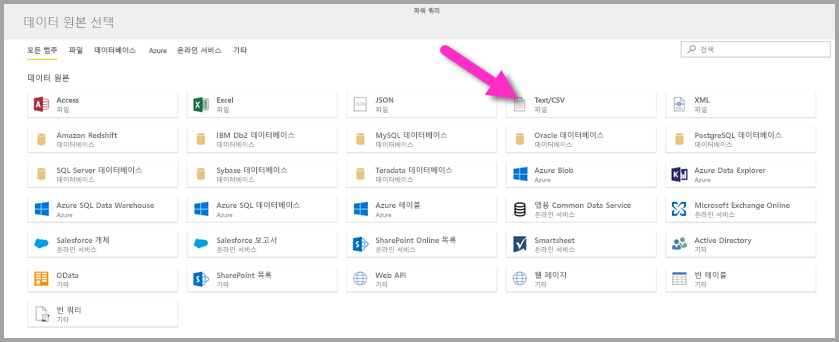 파워 쿼리
데이터 원본 선택
모든 범주 파일 데이터베이스 Azure 온라인 서비스 기타
검색
데이터 원본
Access
파일
Excel
파일
JSON
JSON
파일
Text/CSV
파일
XML
파일
Amazon Redshift
데이터베이스
IBM Db2 데이터베이스
데이터베이스
MySQL 데이터베이스
데이터베이스
Oracle 데이터베이스
데이터베이스
PostgreSQL 데이터베이스
데이터베이스
SQL Server 데이터베이스
데이터베이스
Sybase 데이터베이스
데이터베이스
Teradata 데이터베이스
데이터베이스
Azure Blob
Azure
Azure Data Explorer
Azure
Azure SQL Data Warehouse
Azure
Azure SQL 데이터베이스
Azure
Azure 테이블
Azure
앱용 Common Data Service
온라인 서비스
Microsoft Exchange Online
온라인 서비스
Salesforce 개체
온라인 서비스
Salesforce 보고서
온라인 서비스
SharePoint Online 목록
온라인 서비스
Smartsheet
온라인 서비스
Active Directory
기타
OData
기타
SharePoint 목록
기타
Web API
기타
웹 페이지
기타
빈 테이블
기타
빈 쿼리
기타